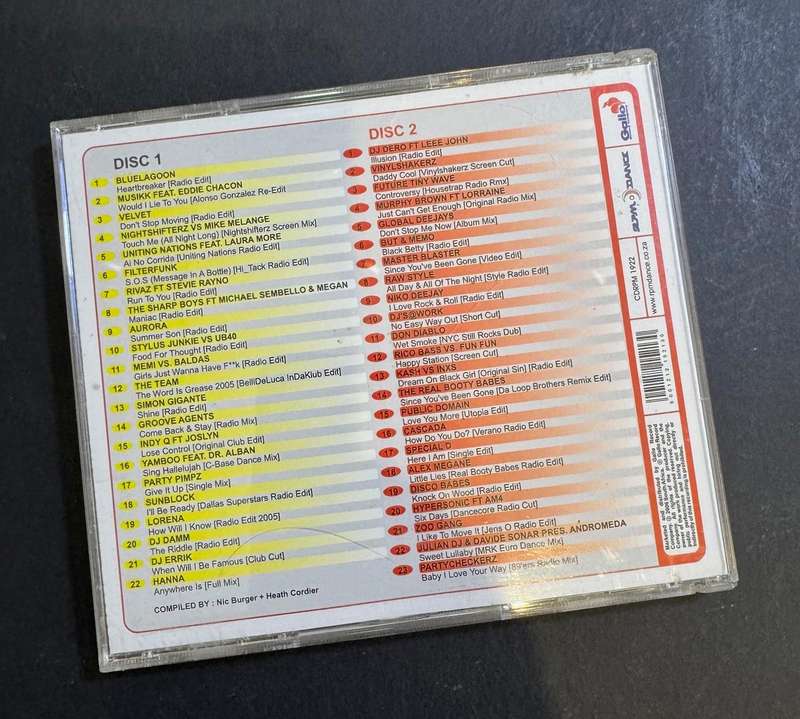 DISC 1
1 BLUELAGOON
Heartbreaker [Radio Edit]
2 MUSIKK FEAT. EDDIE CHACON
Would I Lie To You [Alonso Gonzalez Re-Edit
3 VELVET
Don't Stop Moving [Radio Edit]
4 NIGHTSHIFTERZ VS MIKE MELANGE
Touch Me (All Night Long) [Nightshifterz Screen Mix]
5 UNITING NATIONS FEAT. LAURA MORE
Ai No Corrida [Uniting Nations Radio Edit]
6 FILTERFUNK
S.O.S (Message In A Bottle) [Hi_Tack Radio Edit]
7 RIVAZ FT STEVIE RAYNO
Run To You [Radio Edit]
8 THE SHARP BOYS FT MICHAEL SEMBELLO & MEGAN
Maniac [Radio Edit]
9 AURORA
Summer Son [Radio Edit]
10 STYLUS JUNKIE VS UB40
Food For Thought [Radio Edit]
11 MEMI VS. BALDAS
Girls Just Wanna Have F**k [Radio Edit]
12 THE TEAM
The Word Is Grease 2005 [BelliDeLuca InDaKlub Edit]
13 SIMON GIGANTE
Shine [Radio Edit]
14 GROOVE AGENTS
Come Back & Stay [Radio Mix]
15 INDY Q FT JOSLYN
Lose Control [Original Club Edit]
16 YAMBOO FEAT. DR. ALBAN
Sing Hallelujah [C-Base Dance Mix]
17 PARTY PIMPZ
Give It Up [Single Mix]
18 SUNBLOCK
I'll Be Ready [Dallas Superstars Radio Edit]
19 LORENA
How Will I Know [Radio Edit 2005]
20 DJ DAMM
The Riddle [Radio Edit]
21 DJ ERRIK
When Will I Be Famous [Club Cut]
22 HANNA
Anywhere Is [Full Mix]
COMPILED BY : Nic Burger + Heath Cordier
DISC 2
1 DJ DERO FT LEEE JOHN
Illusion [Radio Edit]
2 VINYLSHAKERZ
Daddy Cool [Vinylshakerz Screen Cut]
3 FUTURE TINY WAVE
Controversy [Housetrap Radio Rmx]
4 MURPHY BROWN FT LORRAINE
Just Can't Get Enough [Original Radio Mix]
5 GLOBAL DEEJAYS
Don't Stop Me Now [Album Mix]
6 BUT & MEMO
Black Betty [Radio Edit]
7 MASTER BLASTER
Since You've Been Gone [Video Edit]
8 RAW STYLE
All Day & All Of The Night [Style Radio Edit]
9 NIKO DEEJAY
I Love Rock & Roll [Radio Edit]
10 DJ'S@WORK
No Easy Way Out [Short Cut]
11 DON DIABLO
Wet Smoke [NYC Still Rocks Dub]
12 RICO BASS VS. FUN FUN
Happy Station [Screen Cut]
13 KASH VS INXS
Dream On Black Girl [Original Sin] [Radio Edit]
14 THE REAL BOOTY BABES
Since You've Been Gone [Da Loop Brothers Remix Edit]
15 PUBLIC DOMAIN
Love You More [Utopia Edit]
16 CASCADA
How Do You Do? [Verano Radio Edit]
17 SPECIAL D
Here I Am [Single Edit]
18 ALEX MEGANE
Little Lies [Real Booty Babes Radio Edit]
19 DISCO BABES
Knock On Wood [Radio Edit]
20 HYPERSONIC FT AM4
Six Days [Dancecore Radio Cut]
21 ZOO GANG
I Like To Move It [Jens O Radio Edit]
22 JULIAN DJ & DAVIDE SONAR PRES. ANDROMEDA
Sweet Lullaby [MRK Euro Dance Mix]
23 PARTYCHECKERZ
Baby I Love Your Way [89'ers Radio Mix]
Gallo
RPM DANCE
CDRPM 1922
www.rpmdance.co.za
Marketed and distributed by Gallo Record